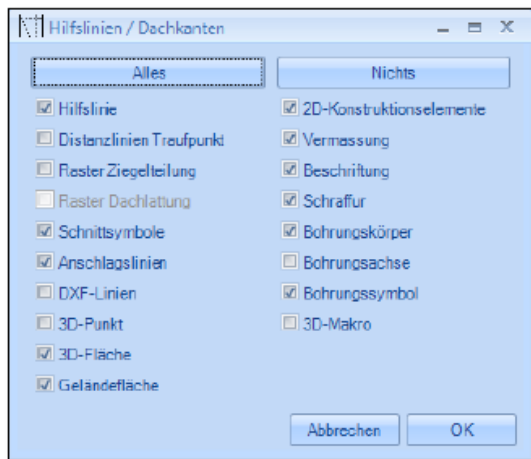 Hilfslinien / Dachkanten
Alles
Nichts
Hilfslinie
Distanzlinien Traufpunkt
Raster Ziegelteilung
Raster Dachlattung
Schnittsymbole
Anschlagslinien
DXF-Linien
3D-Punkt
3D-Fläche
Geländefläche
2D-Konstruktionselemente
Vermassung
Beschriftung
Schraffur
Bohrungskörper
Bohrungsachse
Bohrungssymbol
3D-Makro
Abbrechen
OK